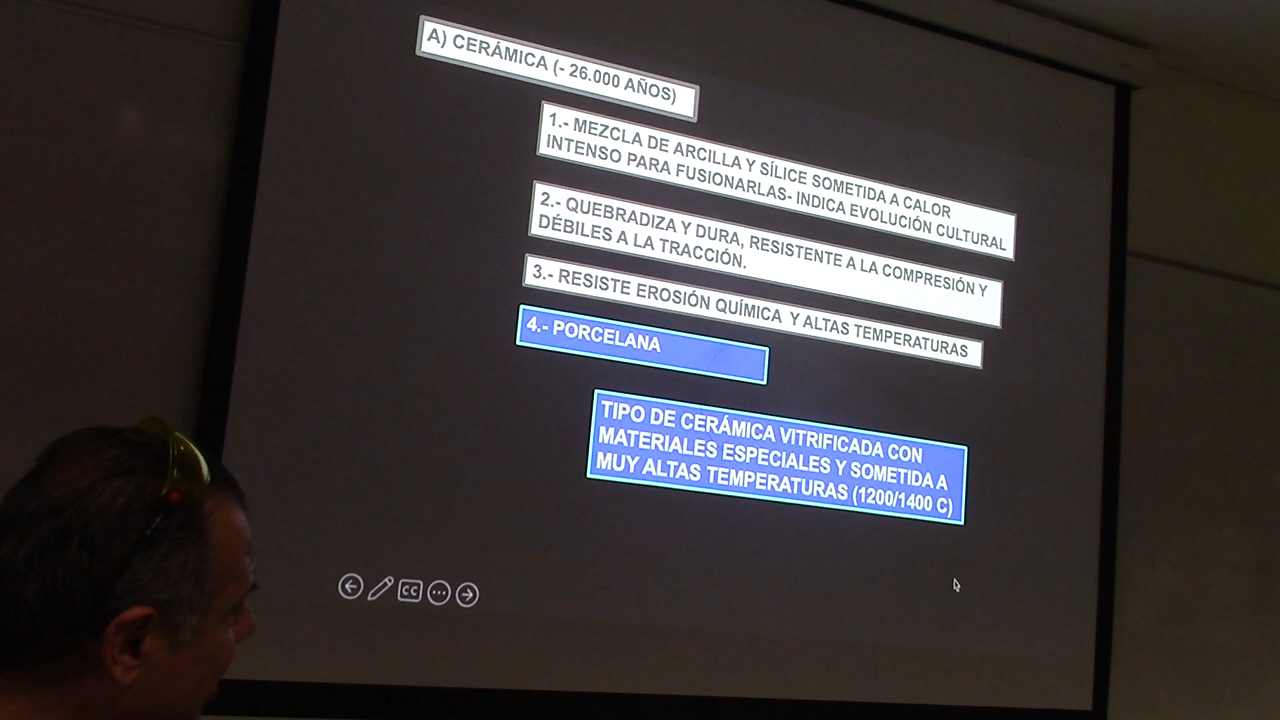 A) CERÁMICA (- 26.000 AÑOS)
1.- MEZCLA DE ARCILLA Y SÍLICE SOMETIDA A CALOR
INTENSO PARA FUSIONARLAS- INDICA EVOLUCIÓN CULTURAL
2.- QUEBRADIZA Y DURA, RESISTENTE A LA COMPRESIÓN Y
DÉBILES A LA TRACCIÓN.
3.- RESISTE EROSIÓN QUÍMICA Y ALTAS TEMPERATURAS
4.- PORCELANA
TIPO DE CERÁMICA VITRIFICADA CON
MATERIALES ESPECIALES Y SOMETIDA A
MUY ALTAS TEMPERATURAS (1200/1400 C)
CC